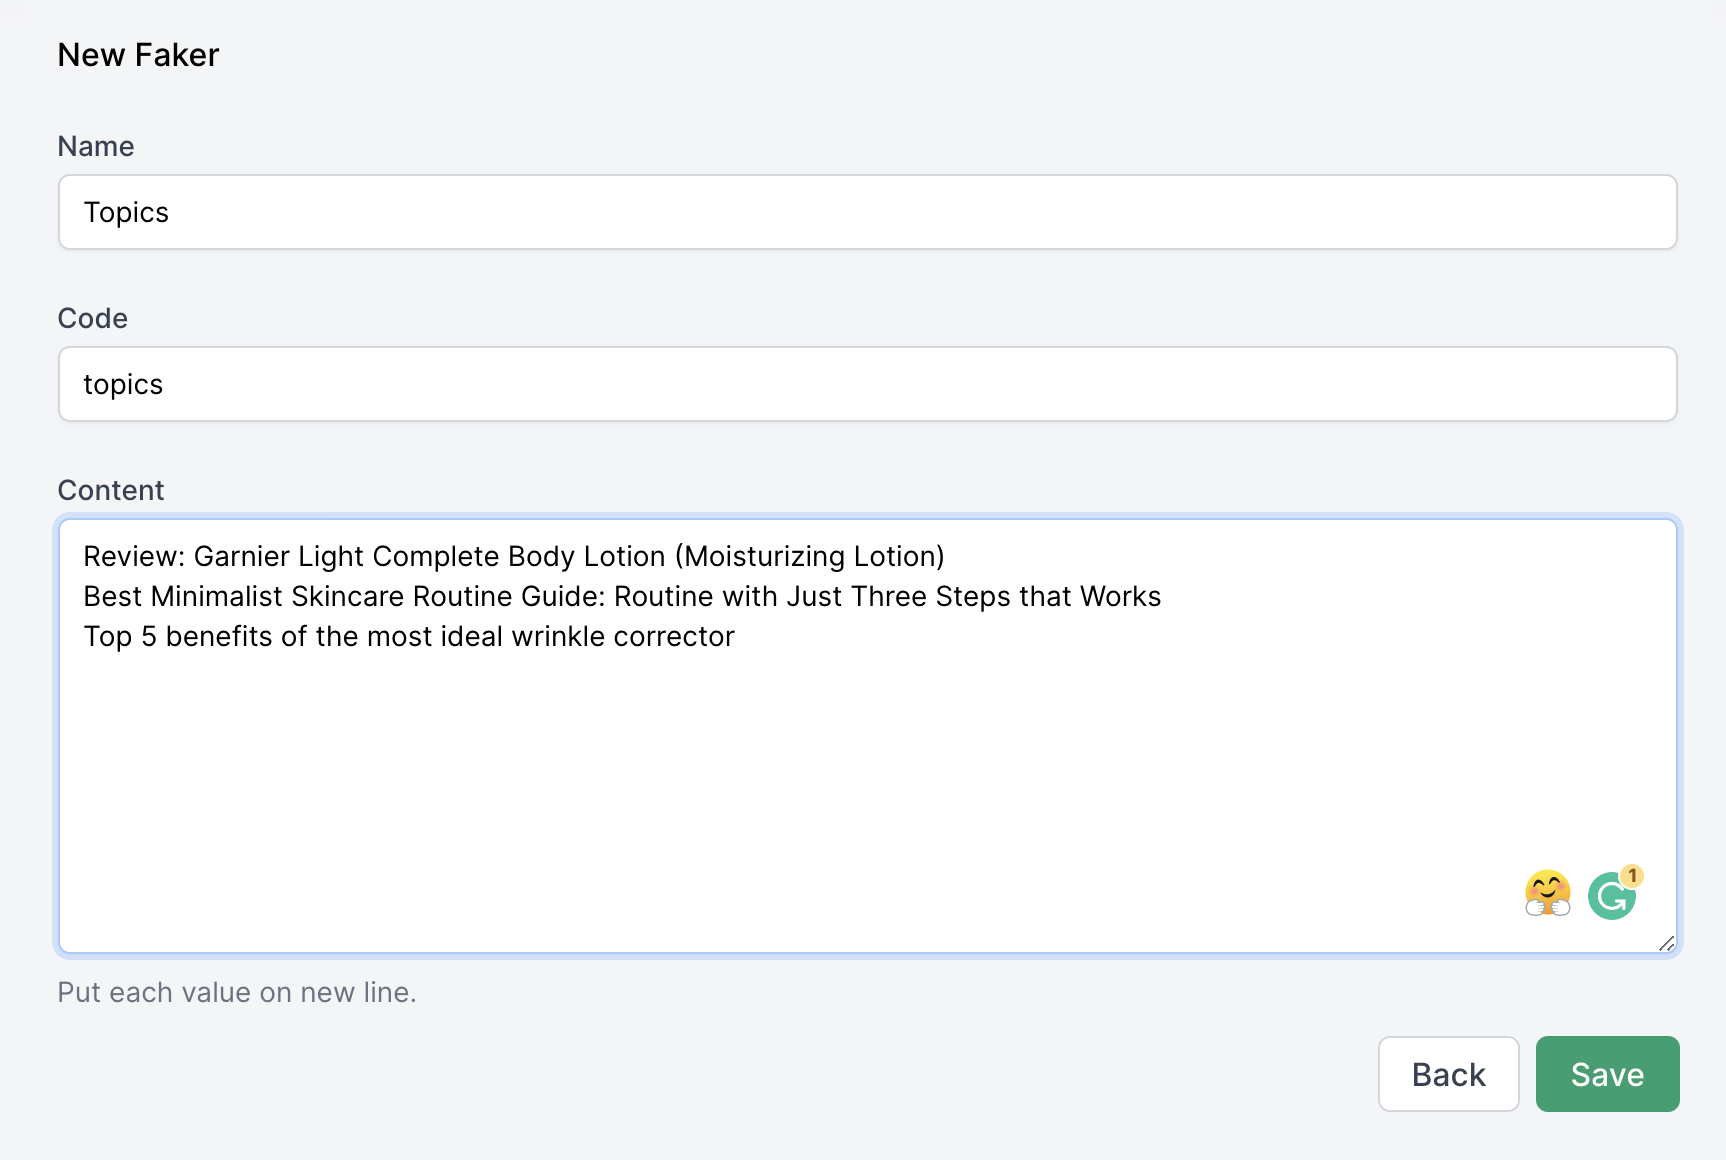 New Faker
Name
Topics
Code
topics
Content
Review: Garnier Light Complete Body Lotion (Moisturizing Lotion)
Best Minimalist Skincare Routine Guide: Routine with Just Three Steps that Works
Top 5 benefits of the most ideal wrinkle corrector
1
Put each value on new line.
Back
Save